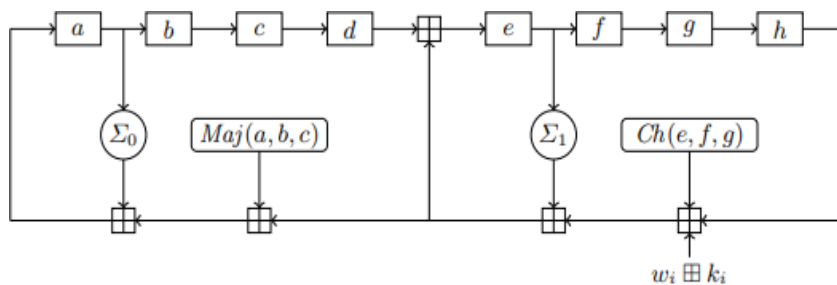 a b c d ⊞ e f g h
Σ₀ Maj(a, b, c) Σ₁ Ch(e, f, g)
⊞ ⊞ ⊞ ⊞
wᵢ ⊞ kᵢ